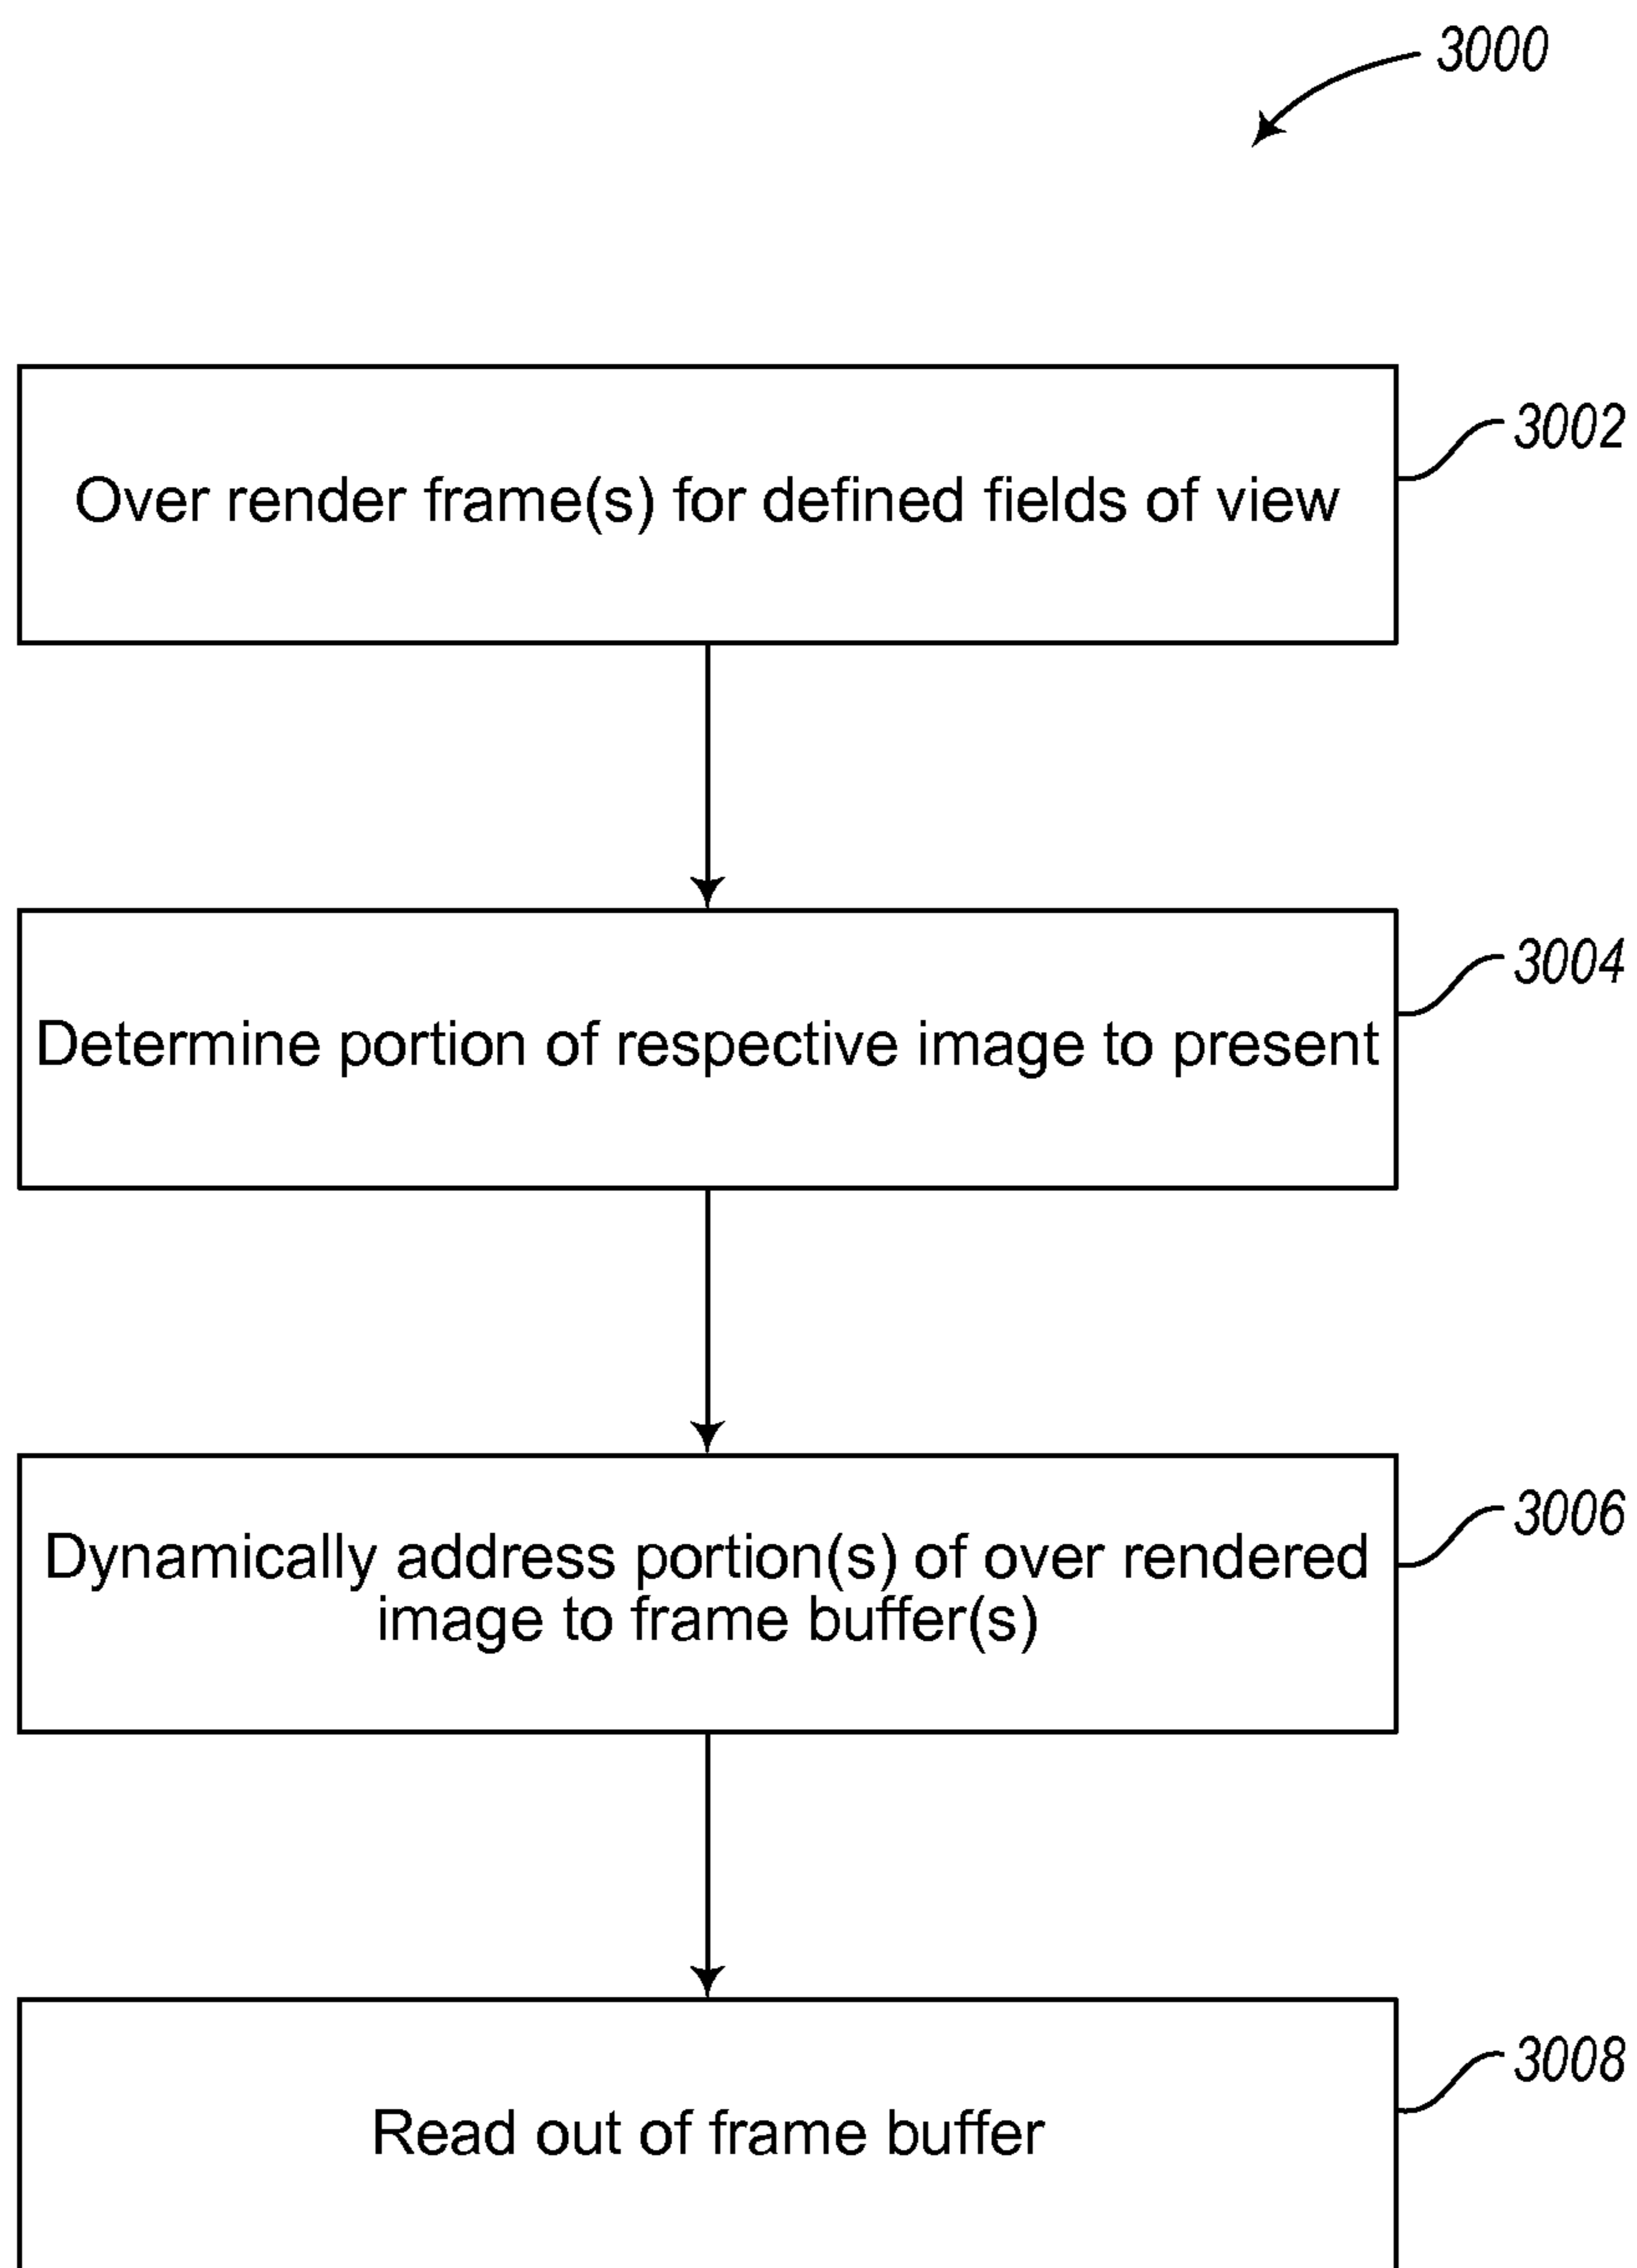 3000
Over render frame(s) for defined fields of view
3002
Determine portion of respective image to present
3004
Dynamically address portion(s) of over rendered
image to frame buffer(s)
3006
Read out of frame buffer
3008